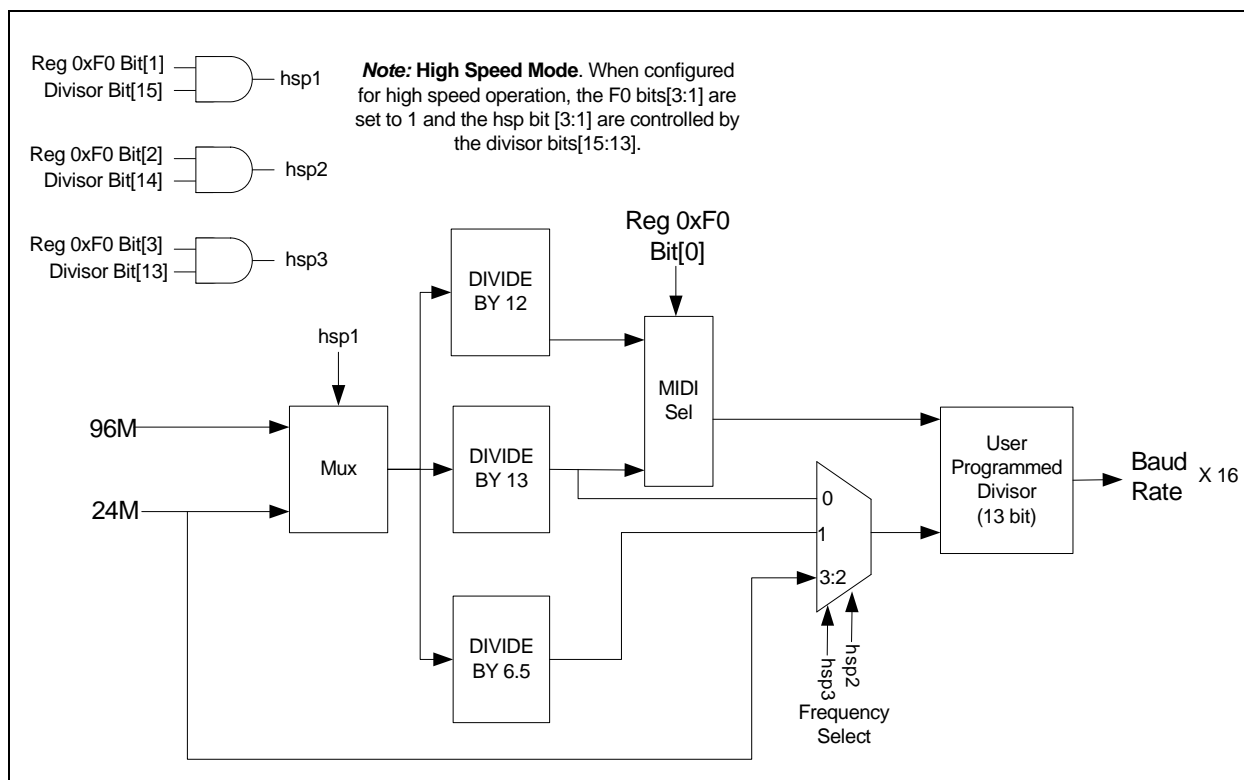 Reg 0xF0 Bit[1]
Divisor Bit[15]
hsp1
Note: High Speed Mode. When configured
for high speed operation, the F0 bits[3:1] are
set to 1 and the hsp bit [3:1] are controlled by
the divisor bits[15:13].
Reg 0xF0 Bit[2]
Divisor Bit[14]
hsp2
Reg 0xF0 Bit[3]
Divisor Bit[13]
hsp3
Reg 0xF0
Bit[0]
DIVIDE
BY 12
hsp1
MIDI
Sel
96M
Mux
24M
DIVIDE
BY 13
User
Programmed
Divisor
(13 bit)
Baud
Rate
X 16
0
1
3:2
DIVIDE
BY 6.5
hsp3
hsp2
Frequency
Select